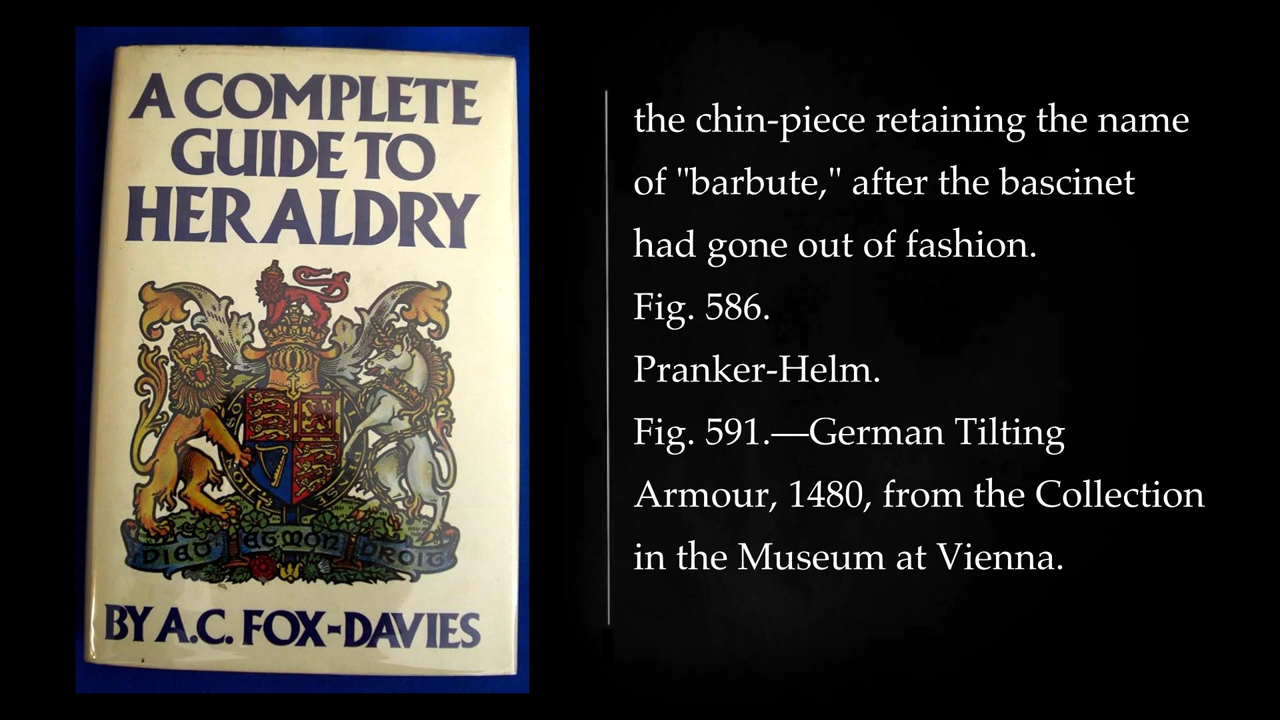 A COMPLETE
GUIDE TO
HERALDRY
DIEU ET MON DROIT
BY A.C. FOX-DAVIES
the chin-piece retaining the name
of "barbute," after the bascinet
had gone out of fashion.
Fig. 586.
Pranker-Helm.
Fig. 591.—German Tilting
Armour, 1480, from the Collection
in the Museum at Vienna.